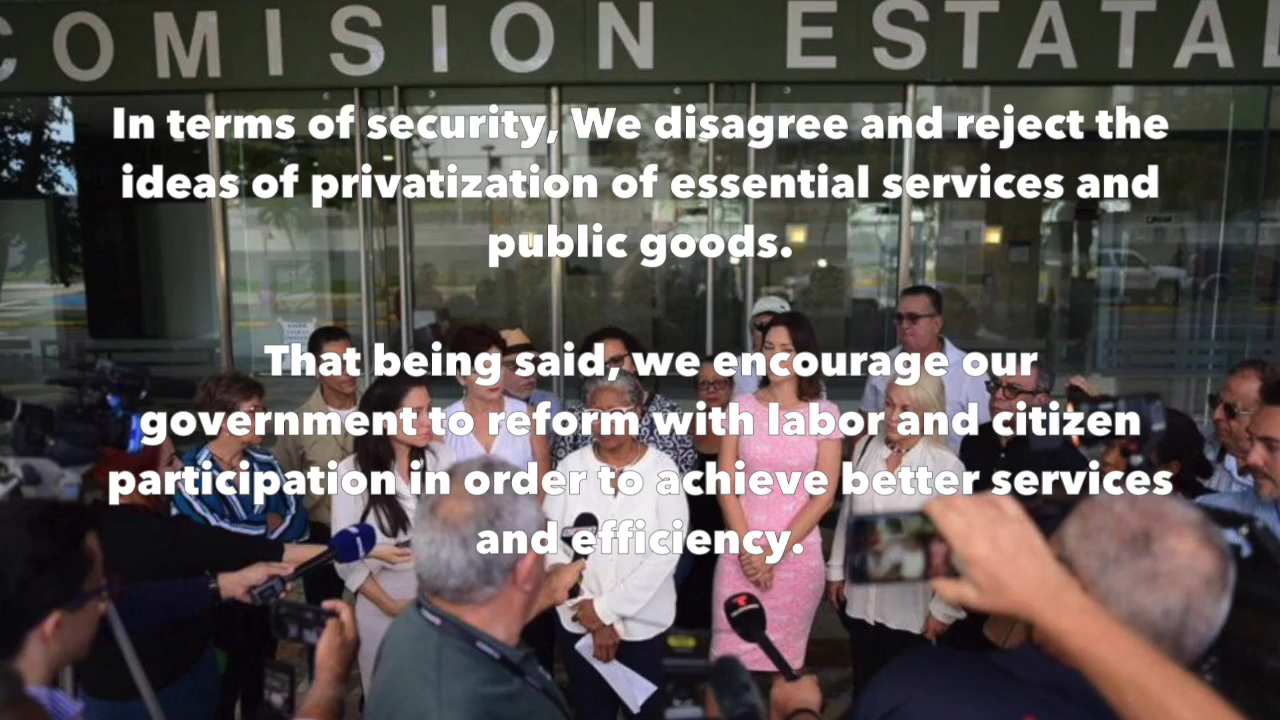 COMISION ESTATAL
In terms of security, We disagree and reject the
ideas of privatization of essential services and
public goods.
That being said, we encourage our
government to reform with labor and citizen
participation in order to achieve better services
and efficiency.